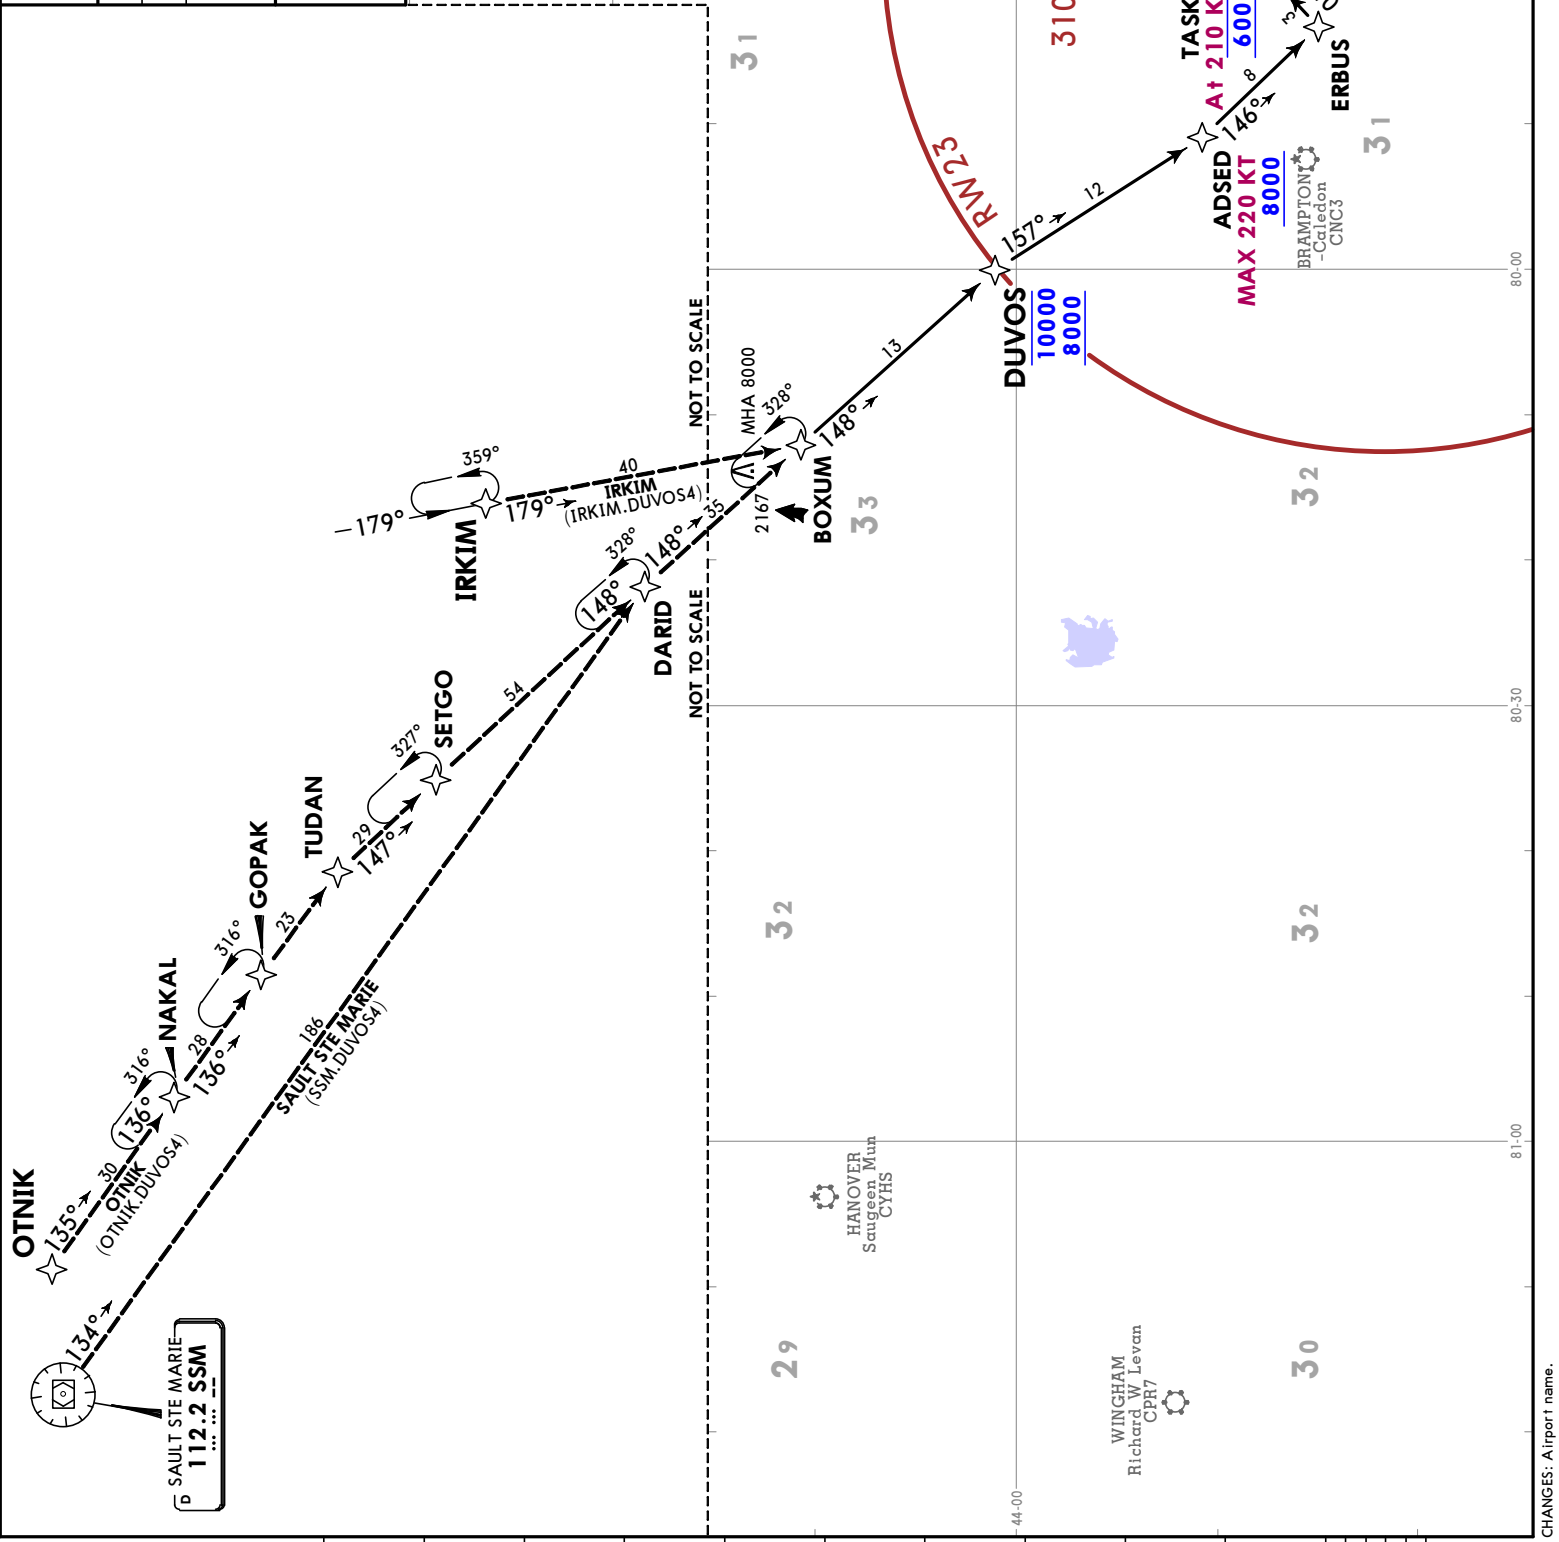 OTNIK
135°
30
OTNIK
(OTNIK.DUVOS4)
134°
D
SAULT STE MARIE
112.2 SSM
136°
316°
NAKAL
28
136°
316°
GOPAK
23
TUDAN
29
147°
327°
SETGO
54
186
SAULT STE MARIE
(SSM.DUVOS4)
148°
328°
DARID
148°
35
179°
359°
IRKIM
179°
40
IRKIM
(IRKIM.DUVOS4)
NOT TO SCALE
NOT TO SCALE
MHA 8000
328°
2167
BOXUM
148°
13
DUVOS
10000
8000
RW 23
310
157°
12
ADSED
MAX 220 KT
8000
146°
8
TASK
At 210 K
600
ERBUS
BRAMPTON
-Caledon
CNC3
HANOVER
Saugeen Mun
CYHS
WINGHAM
Richard W Levan
CPR7
31
31
33
32
32
32
29
30
80-00
80-30
81-00
44-00
CHANGES: Airport name.